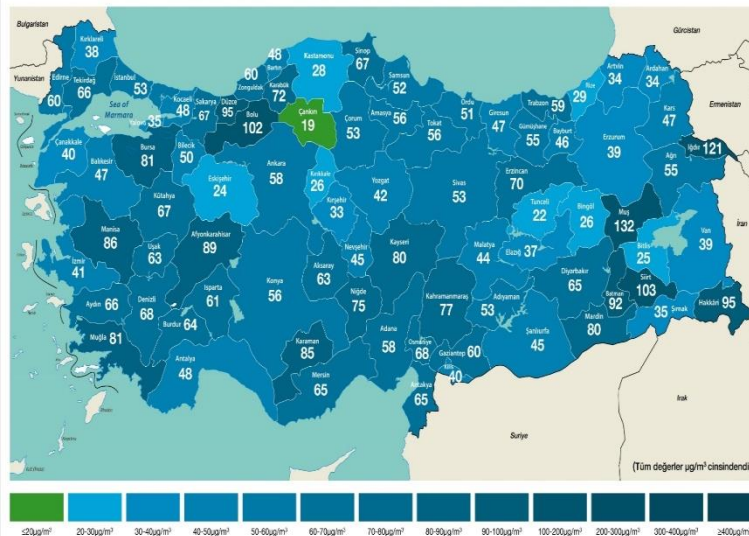 Bulgaristan
Gürcistan
Yunanistan
Ermenistan
İran
Irak
Suriye
Sea of
Marmara
Kırklareli
38
Edirne
60
Tekirdağ
66
İstanbul
53
Kocaeli
48
Sakarya
67
Düzce
95
Zonguldak
60
Bartın
48
Karabük
72
Kastamonu
28
Sinop
67
Samsun
52
Ordu
51
Giresun
47
Trabzon
59
Rize
29
Artvin
34
Ardahan
34
Kars
47
Iğdır 121
Çanakkale
40
Balıkesir
47
35
Bursa
81
Bilecik
50
Bolu
102
Çankırı
19
Çorum
53
Amasya
56
Tokat
56
Gümüşhane
55
Bayburt
46
Erzurum
39
Ağrı
55
Eskişehir
24
Ankara
58
Kırıkkale
26
Kırşehir
33
Yozgat
42
Sivas
53
Erzincan
70
Tunceli
22
Bingöl
26
Muş
132
Bitlis
25
Van
39
Kütahya
67
Manisa
86
Uşak
63
Afyonkarahisar
89
İzmir
41
Aydın 66
Denizli
68
Isparta
61
Burdur 64
Muğla 81
Antalya
48
Konya
56
Aksaray
63
Nevşehir
45
Kayseri
80
Niğde
75
Malatya
44
Elazığ 37
Diyarbakır
65
Batman
92
Siirt
103
Şırnak
35
Hakkâri 95
Mardin
80
Şanlıurfa
45
Adıyaman
53
Kahramanmaraş
77
Adana
58
Osmaniye
68
Gaziantep 60
Kilis
40
Antakya
65
Karaman
85
Mersin
65
(Tüm değerler µg/m³ cinsindendi
≤20µg/m³ 20-30µg/m³ 30-40µg/m³ 40-50µg/m³ 50-60µg/m³ 60-70µg/m³ 70-80µg/m³ 80-90µg/m³ 90-100µg/m³ 100-200µg/m³ 200-300µg/m³ 300-400µg/m³ ≥400µg/m